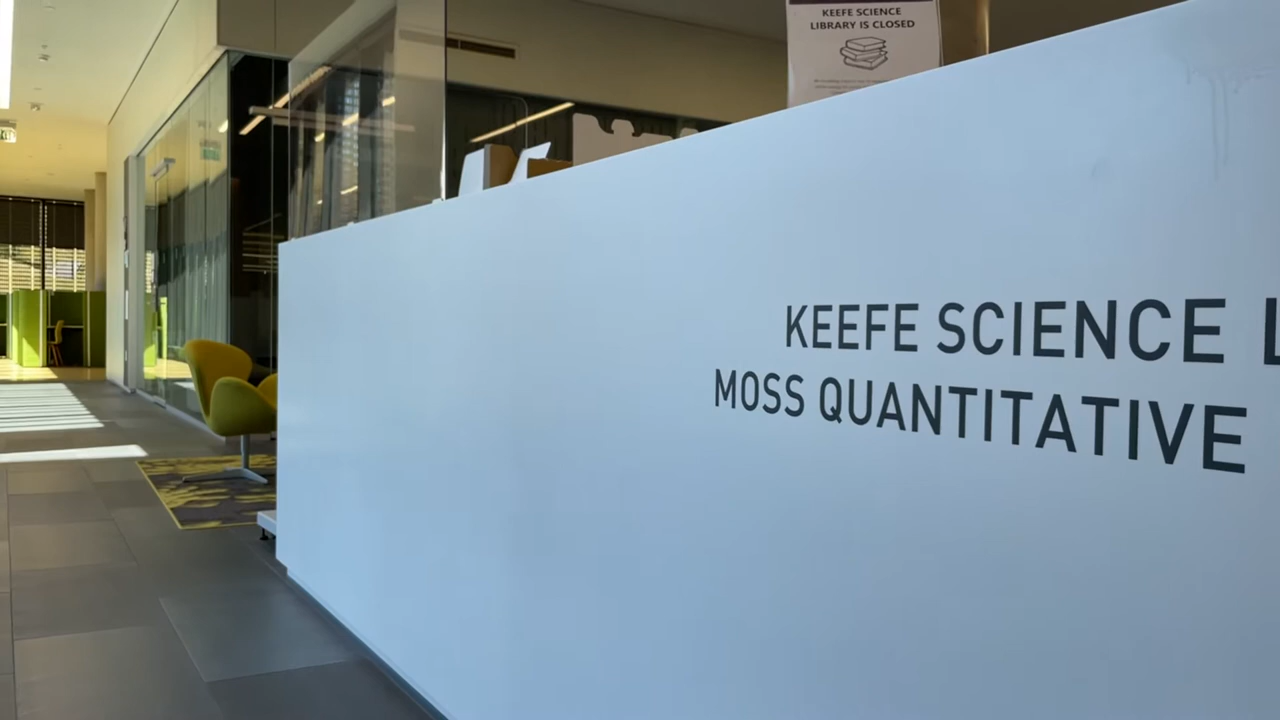 KEEFE SCIENCE
LIBRARY IS CLOSED
KEEFE SCIENCE L
MOSS QUANTITATIVE